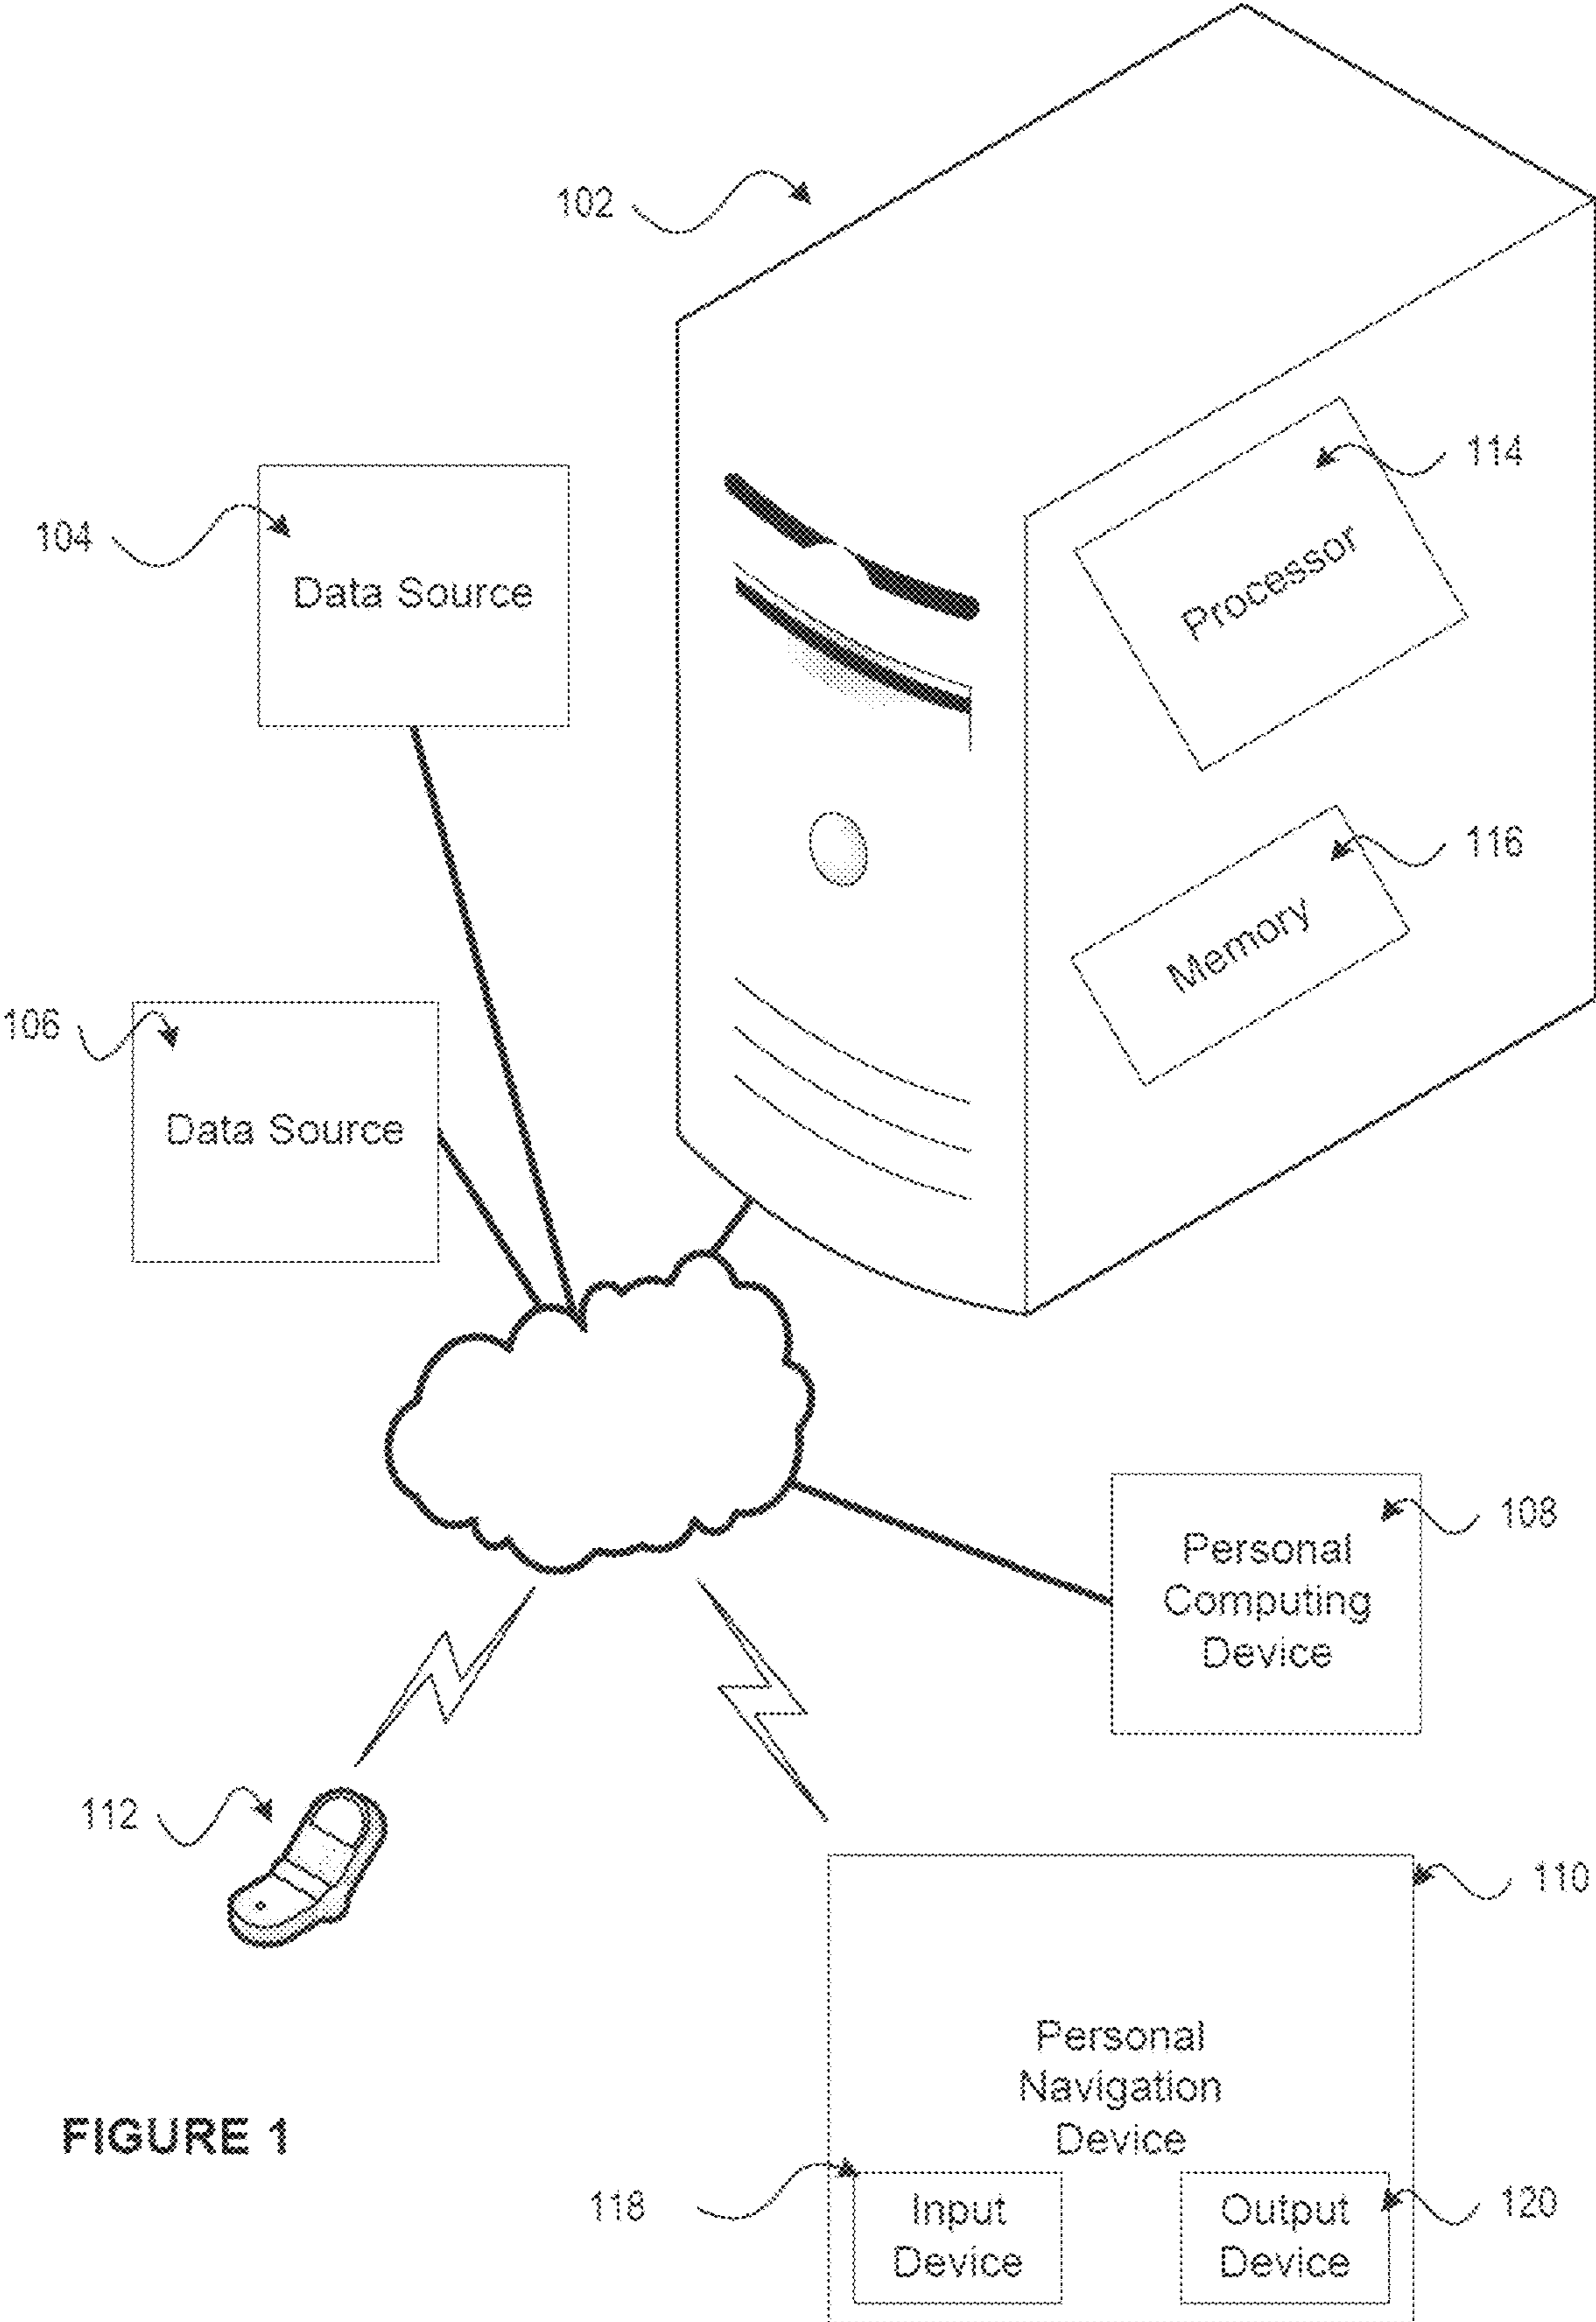 102
114
Processor
104
Data Source
116
Memory
106
Data Source
108
Personal
Computing
Device
112
110
Personal
Navigation
Device
FIGURE 1
118
Input
Device
Output
Device
120